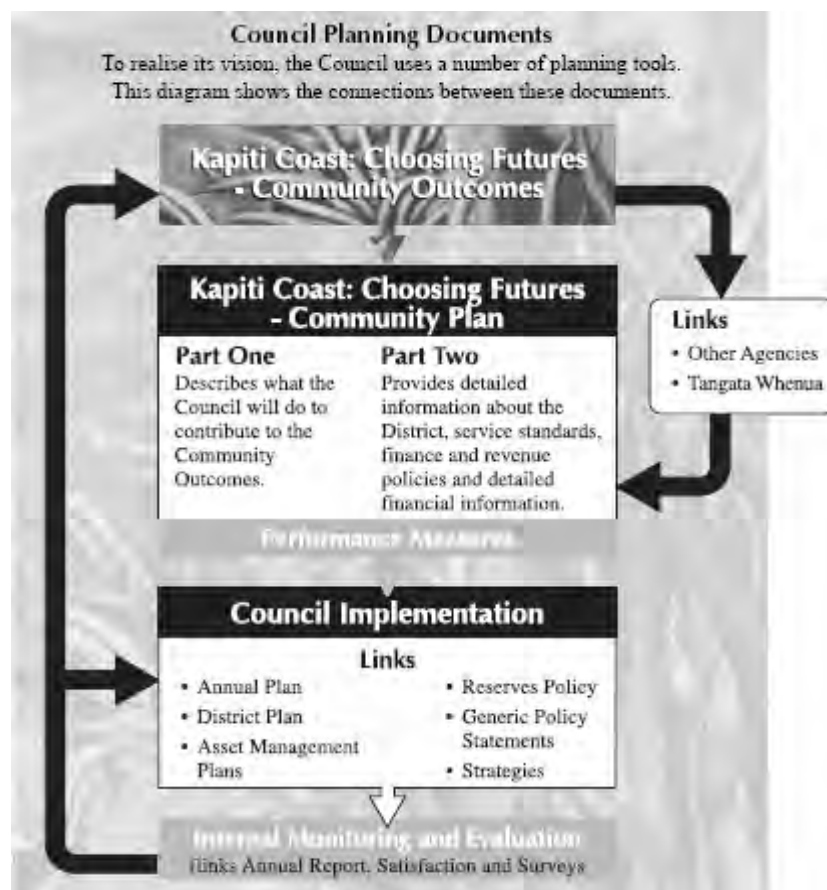 Council Planning Documents
To realise its vision, the Council uses a number of planning tools.
This diagram shows the connections between these documents.
Kapiti Coast: Choosing Futures
- Community Outcomes
Kapiti Coast: Choosing Futures
- Community Plan
Part One
Describes what the
Council will do to
contribute to the
Community
Outcomes.
Part Two
Provides detailed
information about the
District, service standards,
finance and revenue
policies and detailed
financial information.
Links
• Other Agencies
• Tangata Whenua
Performance Measures
Council Implementation
Links
• Annual Plan
• District Plan
• Asset Management
Plans
• Reserves Policy
• Generic Policy
Statements
• Strategies
Internal Monitoring and Evaluation
(links Annual Report, Satisfaction and Surveys